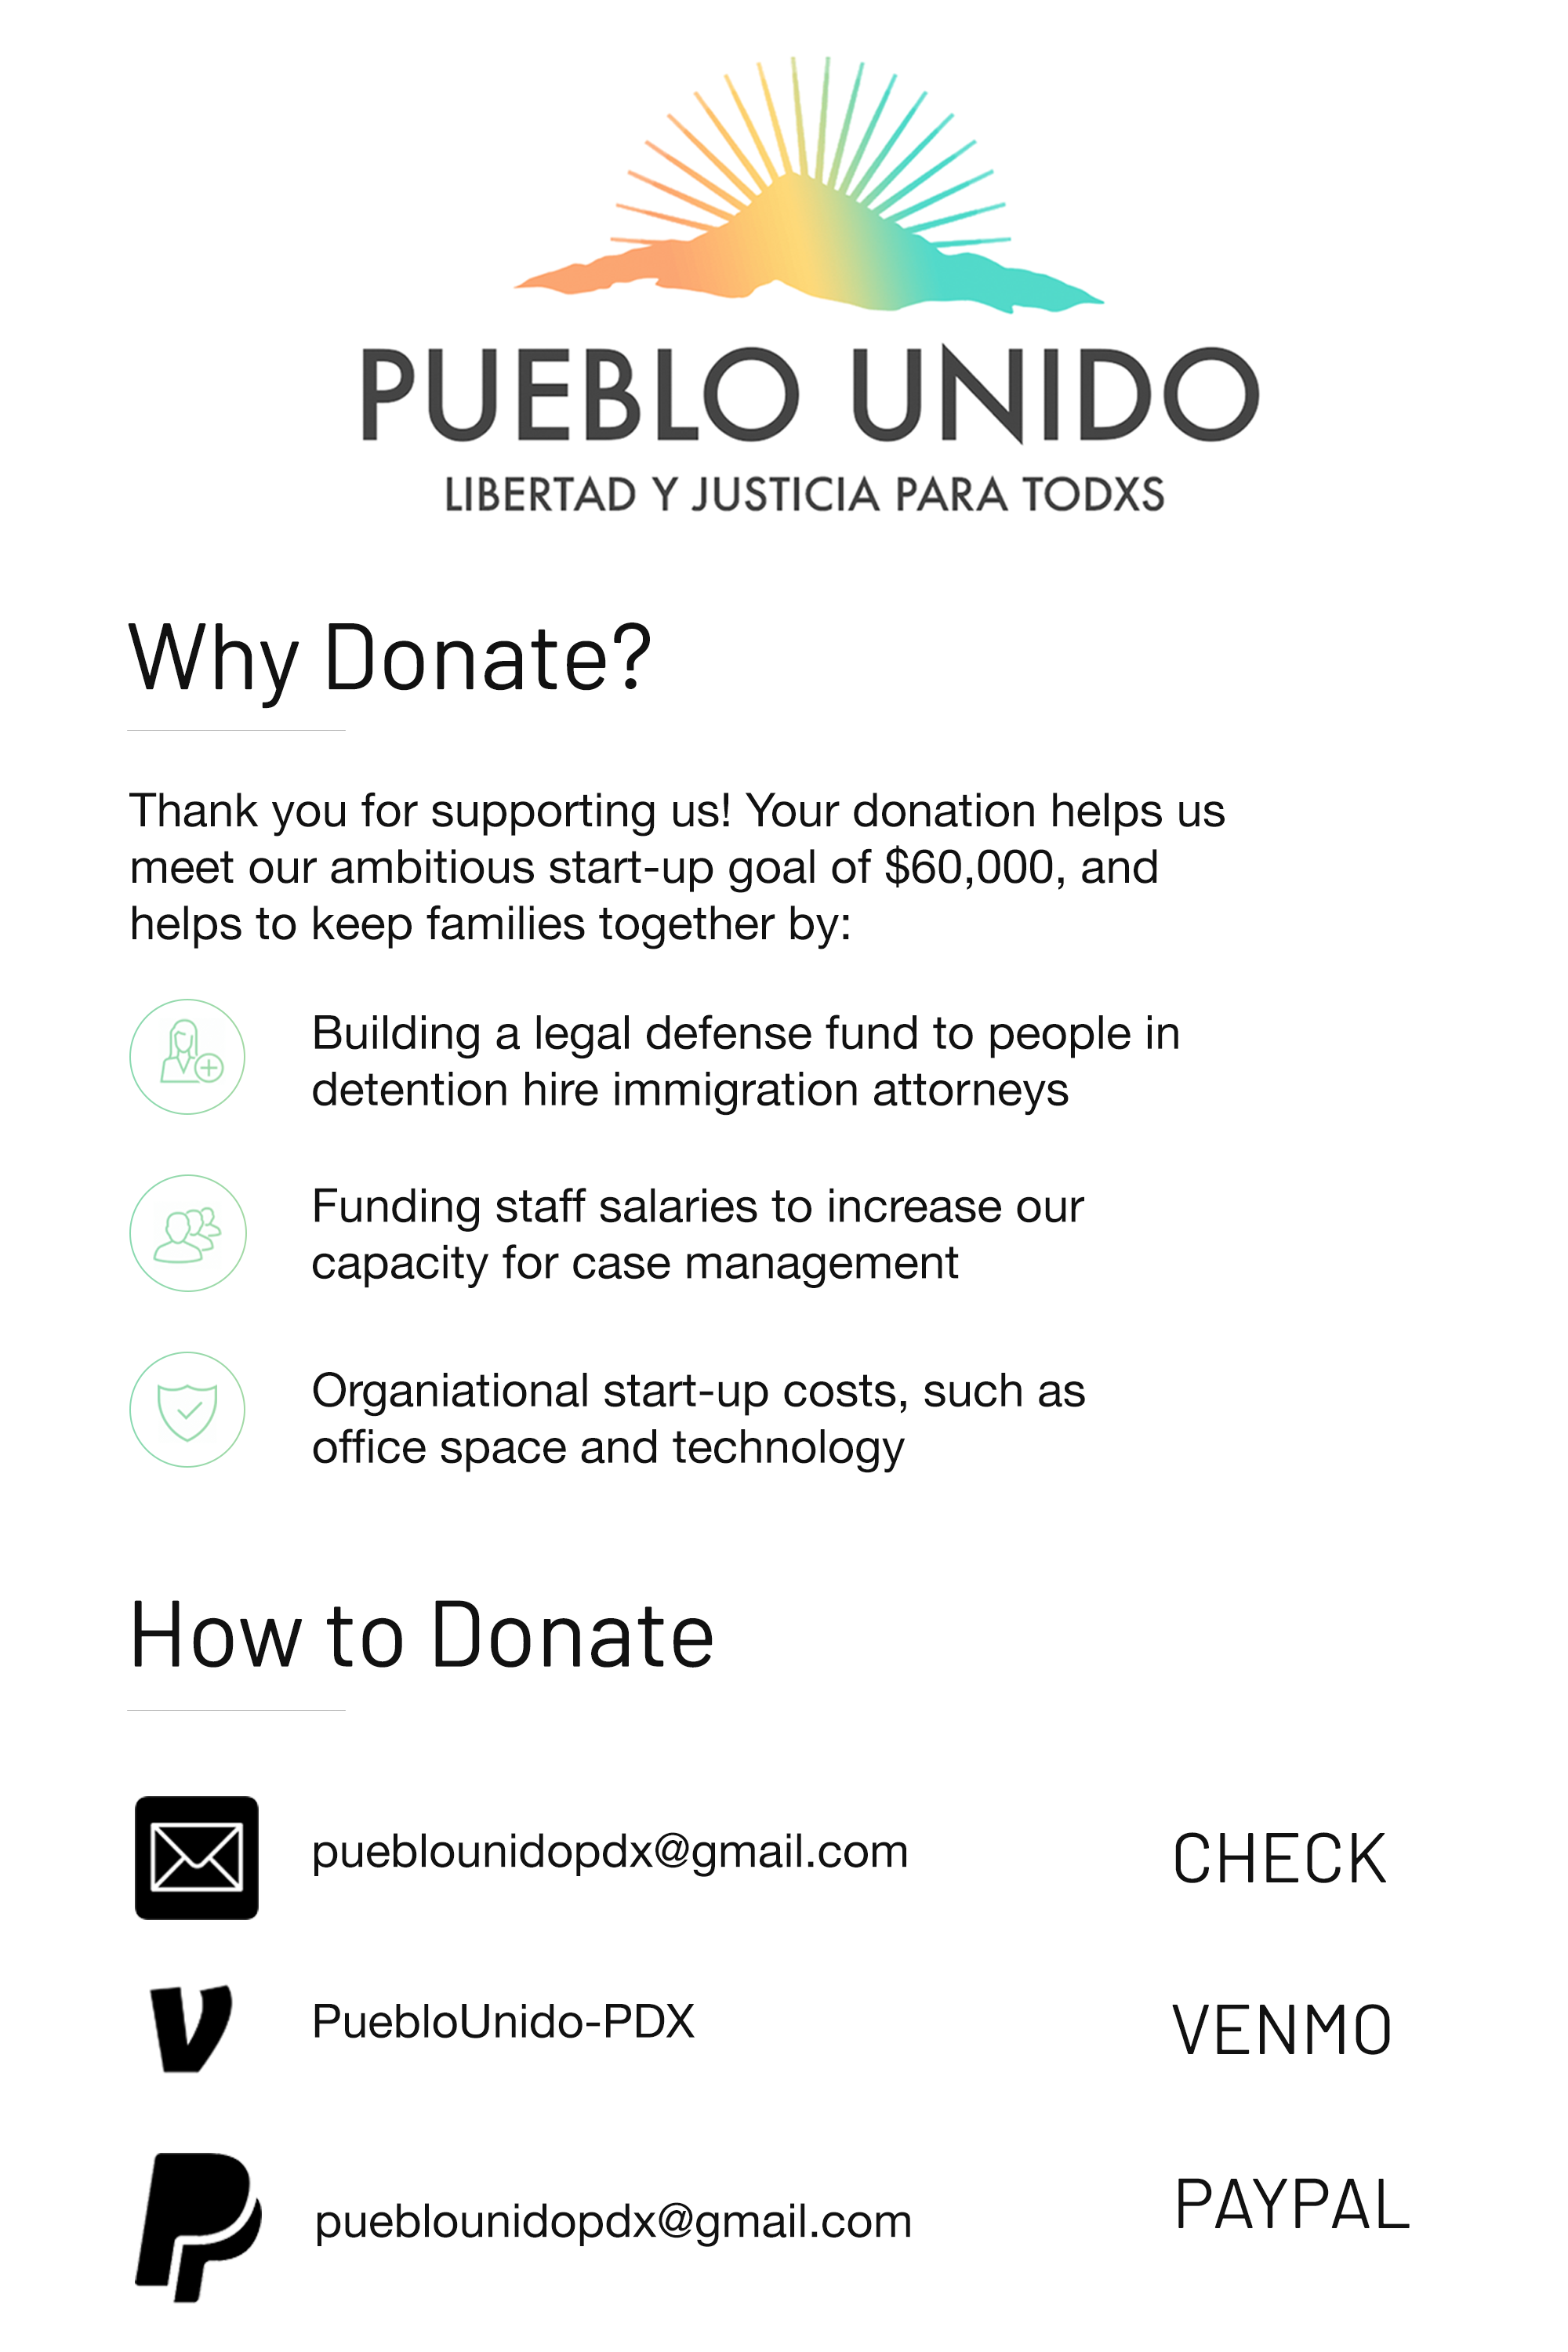 PUEBLO UNIDO
LIBERTAD Y JUSTICIA PARA TODXS
Why Donate?
Thank you for supporting us! Your donation helps us
meet our ambitious start-up goal of $60,000, and
helps to keep families together by:
Building a legal defense fund to people in
detention hire immigration attorneys
Funding staff salaries to increase our
capacity for case management
Organiational start-up costs, such as
office space and technology
How to Donate
pueblounidopdx@gmail.com CHECK
PuebloUnido-PDX VENMO
pueblounidopdx@gmail.com PAYPAL